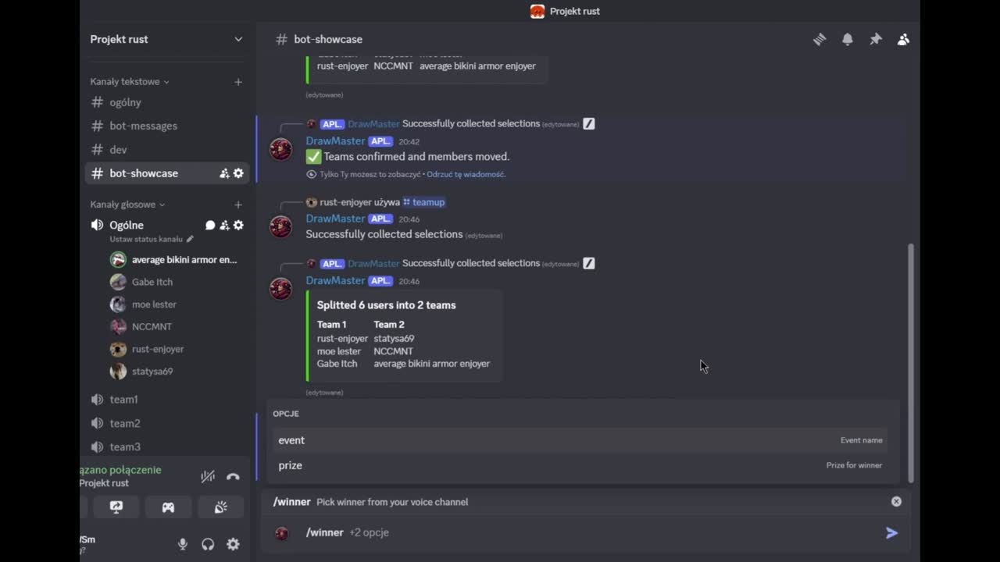 Projekt rust
Projekt rust
Kanały tekstowe
ogólny
bot-messages
dev
bot-showcase
Kanały głosowe
Ogólne
Ustaw status kanału
average bikini armor en...
Gabe Itch
moe lester
NCCMNT
rust-enjoyer
statysa69
team1
team2
team3
ązano połączenie
Projekt rust
/Sm
# bot-showcase
rust-enjoyer NCCMNT average bikini armor enjoyer
(edytowane)
APL. DrawMaster Successfully collected selections (edytowane)
DrawMaster APL. 20:42
Teams confirmed and members moved.
Tylko Ty możesz to zobaczyć • Odrzuć tę wiadomość.
rust-enjoyer używa teamup
DrawMaster APL. 20:46
Successfully collected selections (edytowane)
APL. DrawMaster Successfully collected selections (edytowane)
DrawMaster APL. 20:46
Splitted 6 users into 2 teams
Team 1 Team 2
rust-enjoyer statysa69
moe lester NCCMNT
Gabe Itch average bikini armor enjoyer
(edytowane)
OPCJE
event Event name
prize Prize for winner
/winner Pick winner from your voice channel
/winner +2 opcje